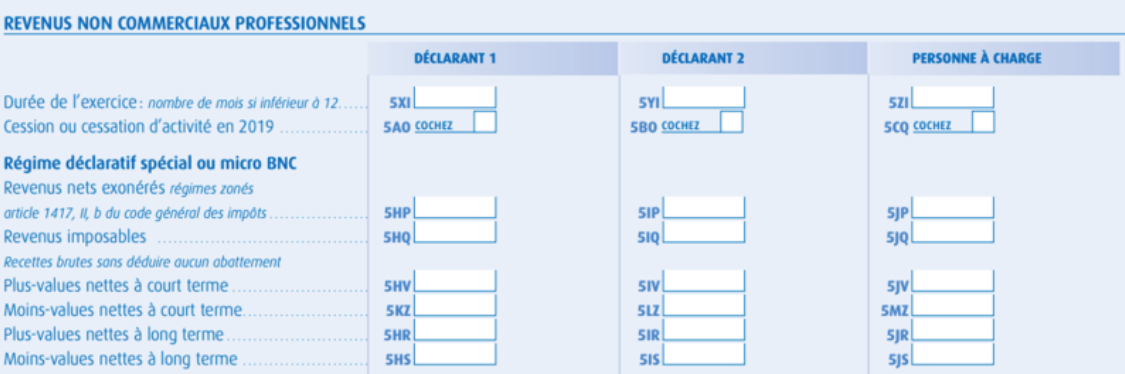 REVENUS NON COMMERCIAUX PROFESSIONNELS
DÉCLARANT 1 DÉCLARANT 2 PERSONNE À CHARGE
Durée de l'exercice : nombre de mois si inférieur à 12..... 5XI 5YI 5ZI
Cession ou cessation d'activité en 2019 ............... 5AO COCHEZ 5BO COCHEZ 5CQ COCHEZ
Régime déclaratif spécial ou micro BNC
Revenus nets exonérés régimes zonés
article 1417, II, b du code général des impôts ................. 5HP 5IP 5JP
Revenus imposables ................................... 5HQ 5IQ 5JQ
Recettes brutes sans déduire aucun abattement
Plus-values nettes à court terme ....................... 5HV 5IV 5JV
Moins-values nettes à court terme..................... 5KZ 5LZ 5MZ
Plus-values nettes à long terme........................ 5HR 5IR 5JR
Moins-values nettes à long terme ..................... 5HS 5IS 5JS